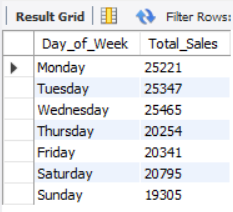 Result Grid Filter Rows:
Day_of_Week Total_Sales
Monday 25221
Tuesday 25347
Wednesday 25465
Thursday 20254
Friday 20341
Saturday 20795
Sunday 19305